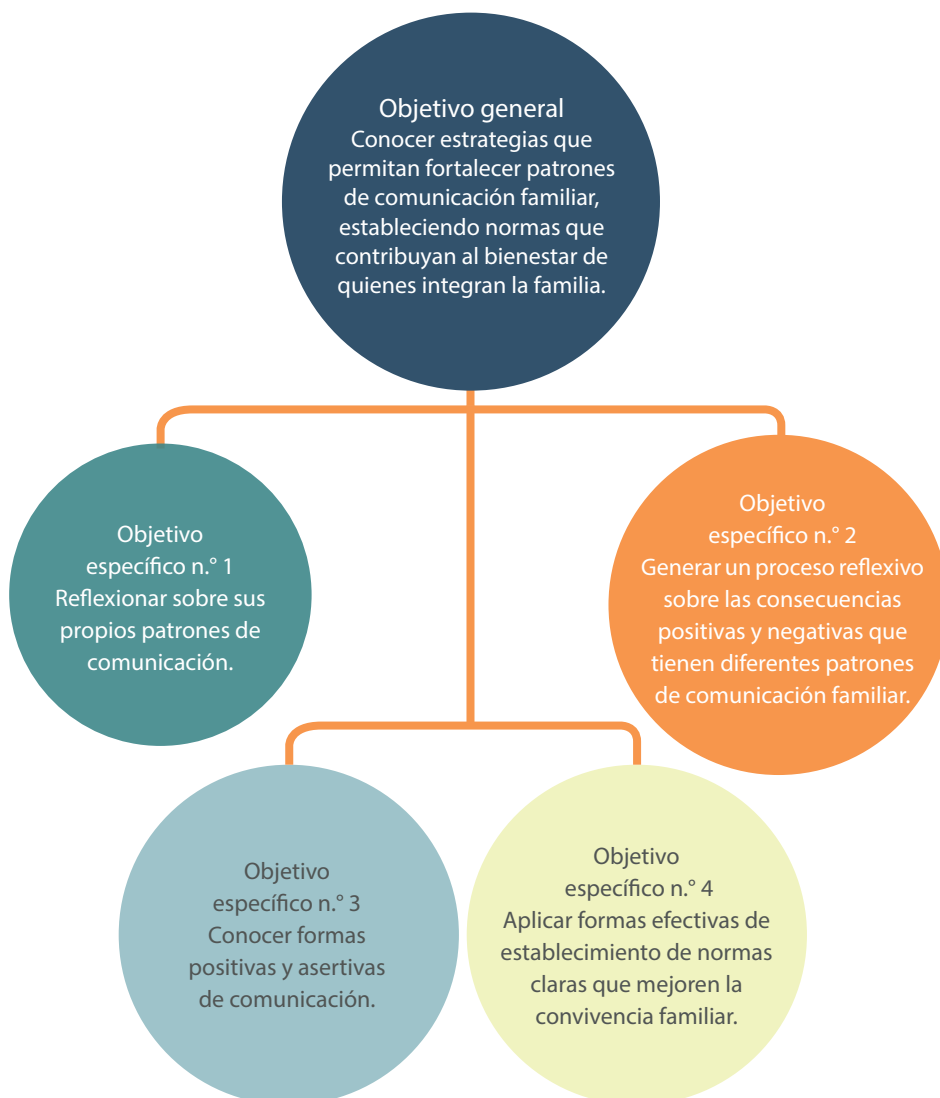 Objetivo general
Conocer estrategias que
permitan fortalecer patrones
de comunicación familiar,
estableciendo normas que
contribuyan al bienestar de
quienes integran la familia.
Objetivo
específico n.° 1
Reflexionar sobre sus
propios patrones de
comunicación.
Objetivo
específico n.° 2
Generar un proceso reflexivo
sobre las consecuencias
positivas y negativas que
tienen diferentes patrones
de comunicación familiar.
Objetivo
específico n.° 3
Conocer formas
positivas y asertivas
de comunicación.
Objetivo
específico n.° 4
Aplicar formas efectivas de
establecimiento de normas
claras que mejoren la
convivencia familiar.